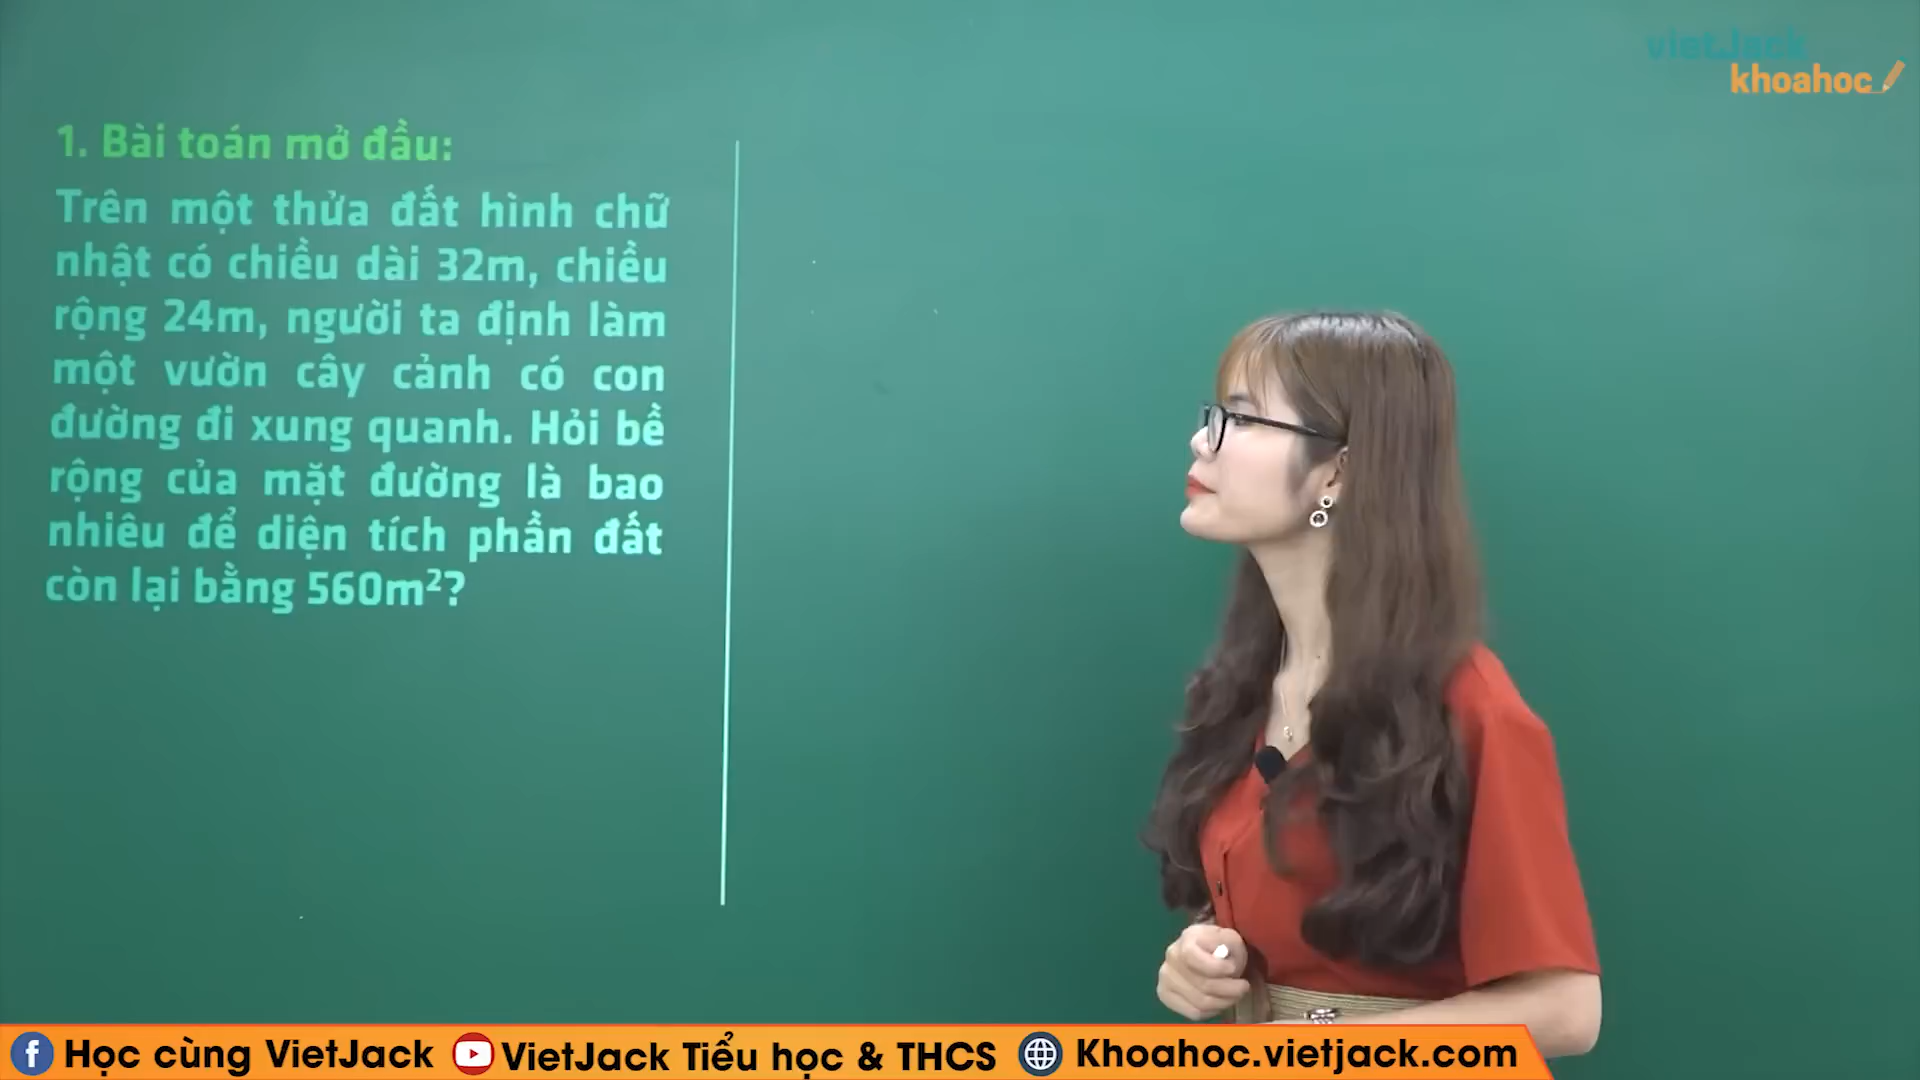 vietJack
khoahoc
1. Bài toán mở đầu:
Trên một thửa đất hình chữ
nhật có chiều dài 32m, chiều
rộng 24m, người ta định làm
một vườn cây cảnh có con
đường đi xung quanh. Hỏi bề
rộng của mặt đường là bao
nhiêu để diện tích phần đất
còn lại bằng 560m²?
Học cùng VietJack
VietJack Tiểu học & THCS
Khoahoc.vietjack.com